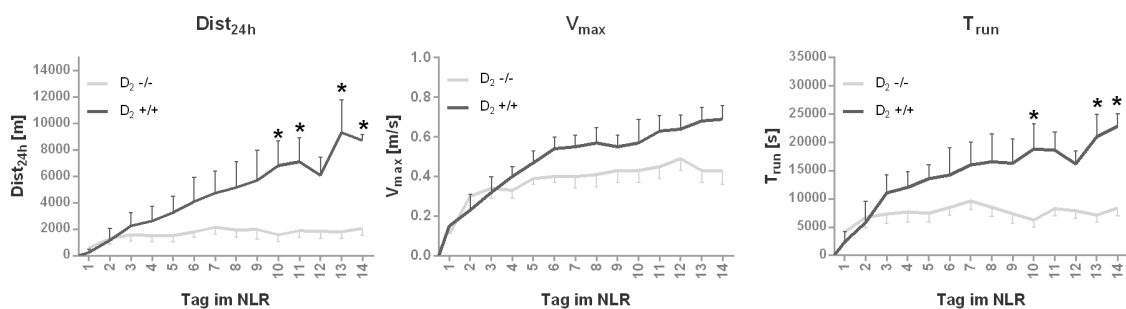 Dist24h
Dist24h [m]
14000
12000
10000
8000
6000
4000
2000
0
D2 -/-
D2 +/+
* * * *
1 2 3 4 5 6 7 8 9 10 11 12 13 14
Tag im NLR
Vmax
Vmax [m/s]
1.0
0.8
0.6
0.4
0.2
0.0
D2 -/-
D2 +/+
1 2 3 4 5 6 7 8 9 10 11 12 13 14
Tag im NLR
Trun
Trun [s]
35000
30000
25000
20000
15000
10000
5000
0
D2 -/-
D2 +/+
* * *
1 2 3 4 5 6 7 8 9 10 11 12 13 14
Tag im NLR